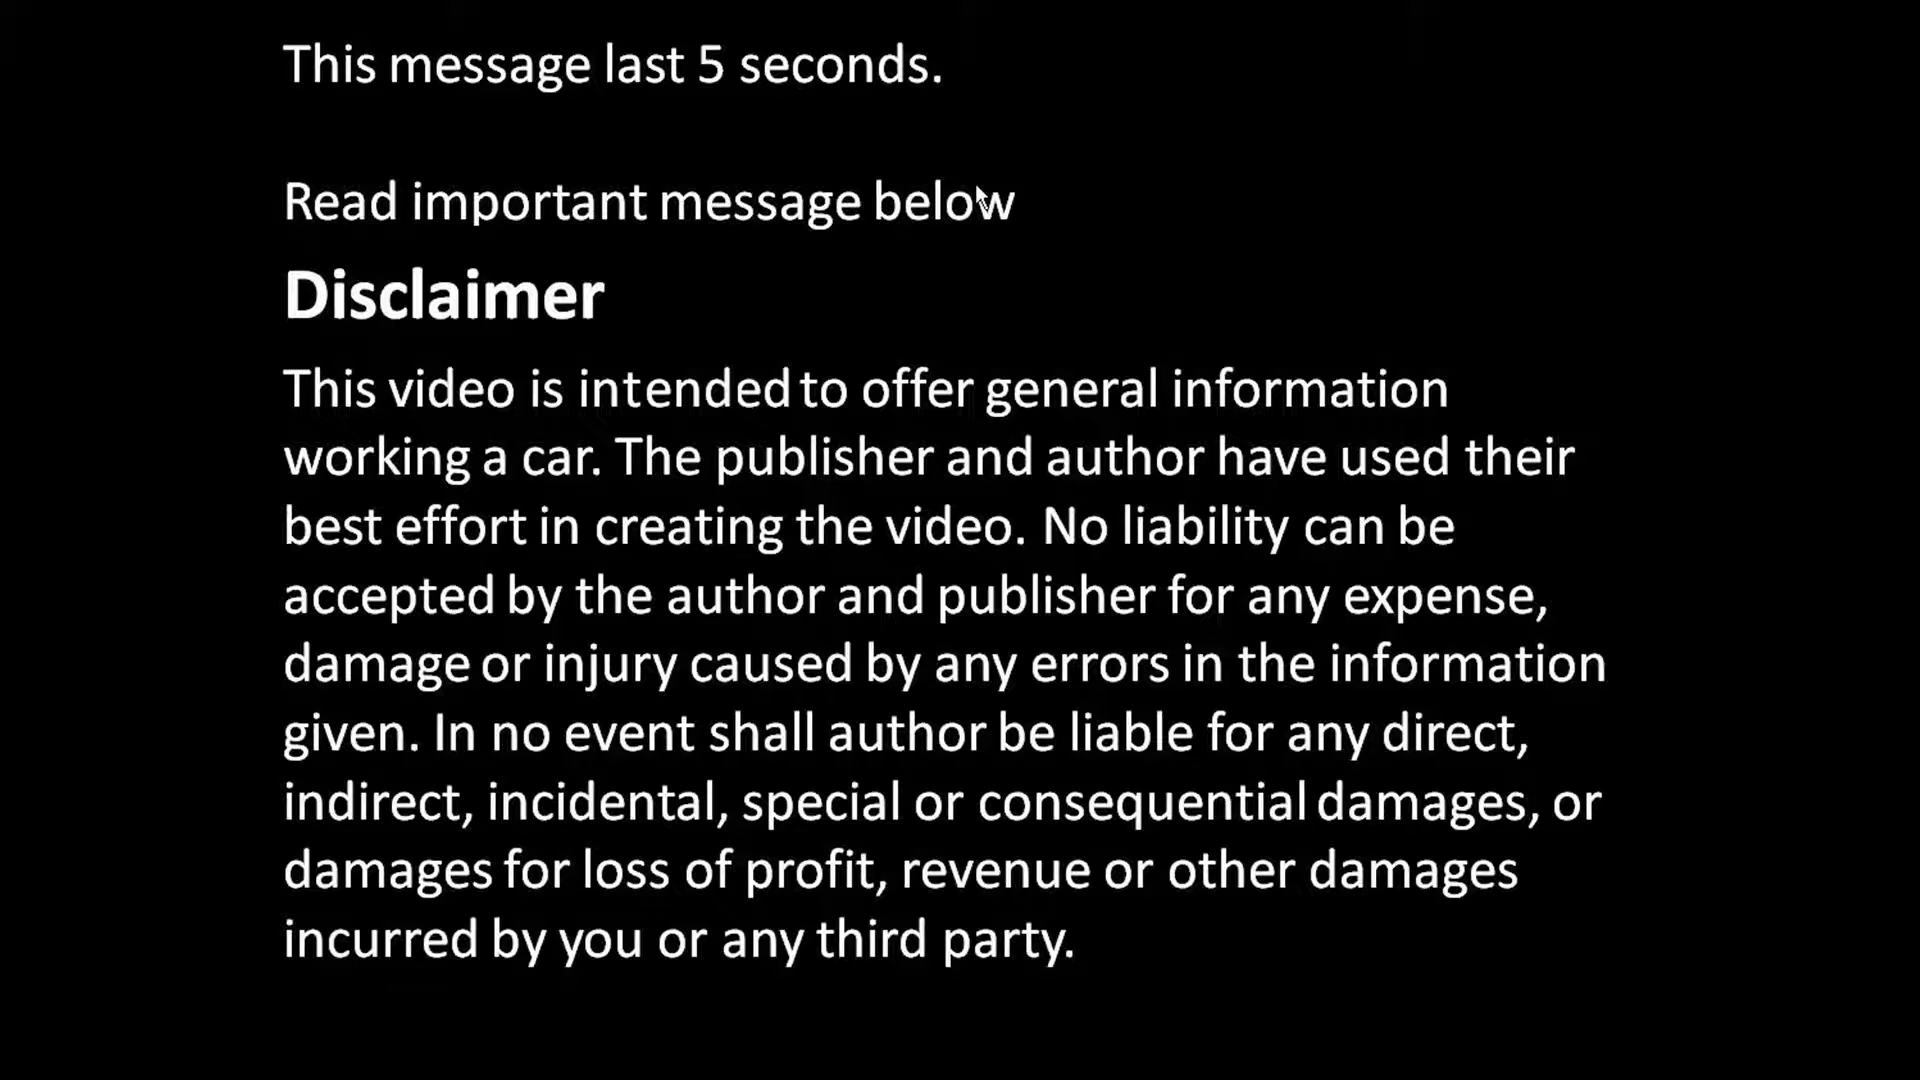 This message last 5 seconds.
Read important message below
Disclaimer
This video is intended to offer general information
working a car. The publisher and author have used their
best effort in creating the video. No liability can be
accepted by the author and publisher for any expense,
damage or injury caused by any errors in the information
given. In no event shall author be liable for any direct,
indirect, incidental, special or consequential damages, or
damages for loss of profit, revenue or other damages
incurred by you or any third party.